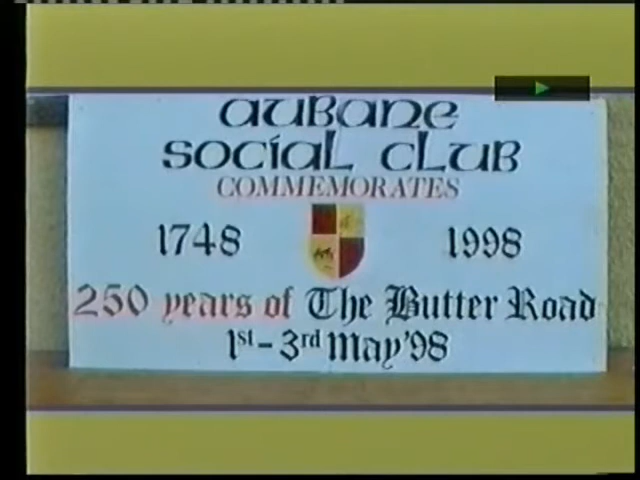 AUBANE
SOCIAL CLUB
COMMEMORATES
1748 1998
250 years of The Butter Road
1st - 3rd May '98